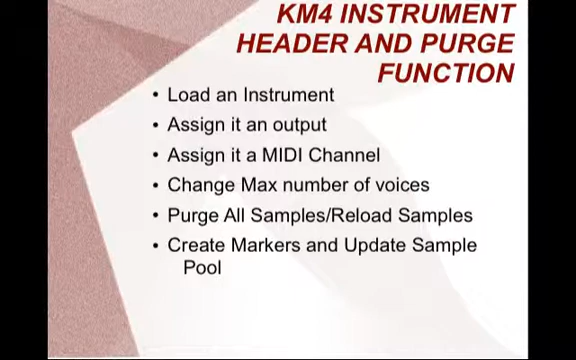 KM4 INSTRUMENT
HEADER AND PURGE
FUNCTION
• Load an Instrument
• Assign it an output
• Assign it a MIDI Channel
• Change Max number of voices
• Purge All Samples/Reload Samples
• Create Markers and Update Sample
Pool